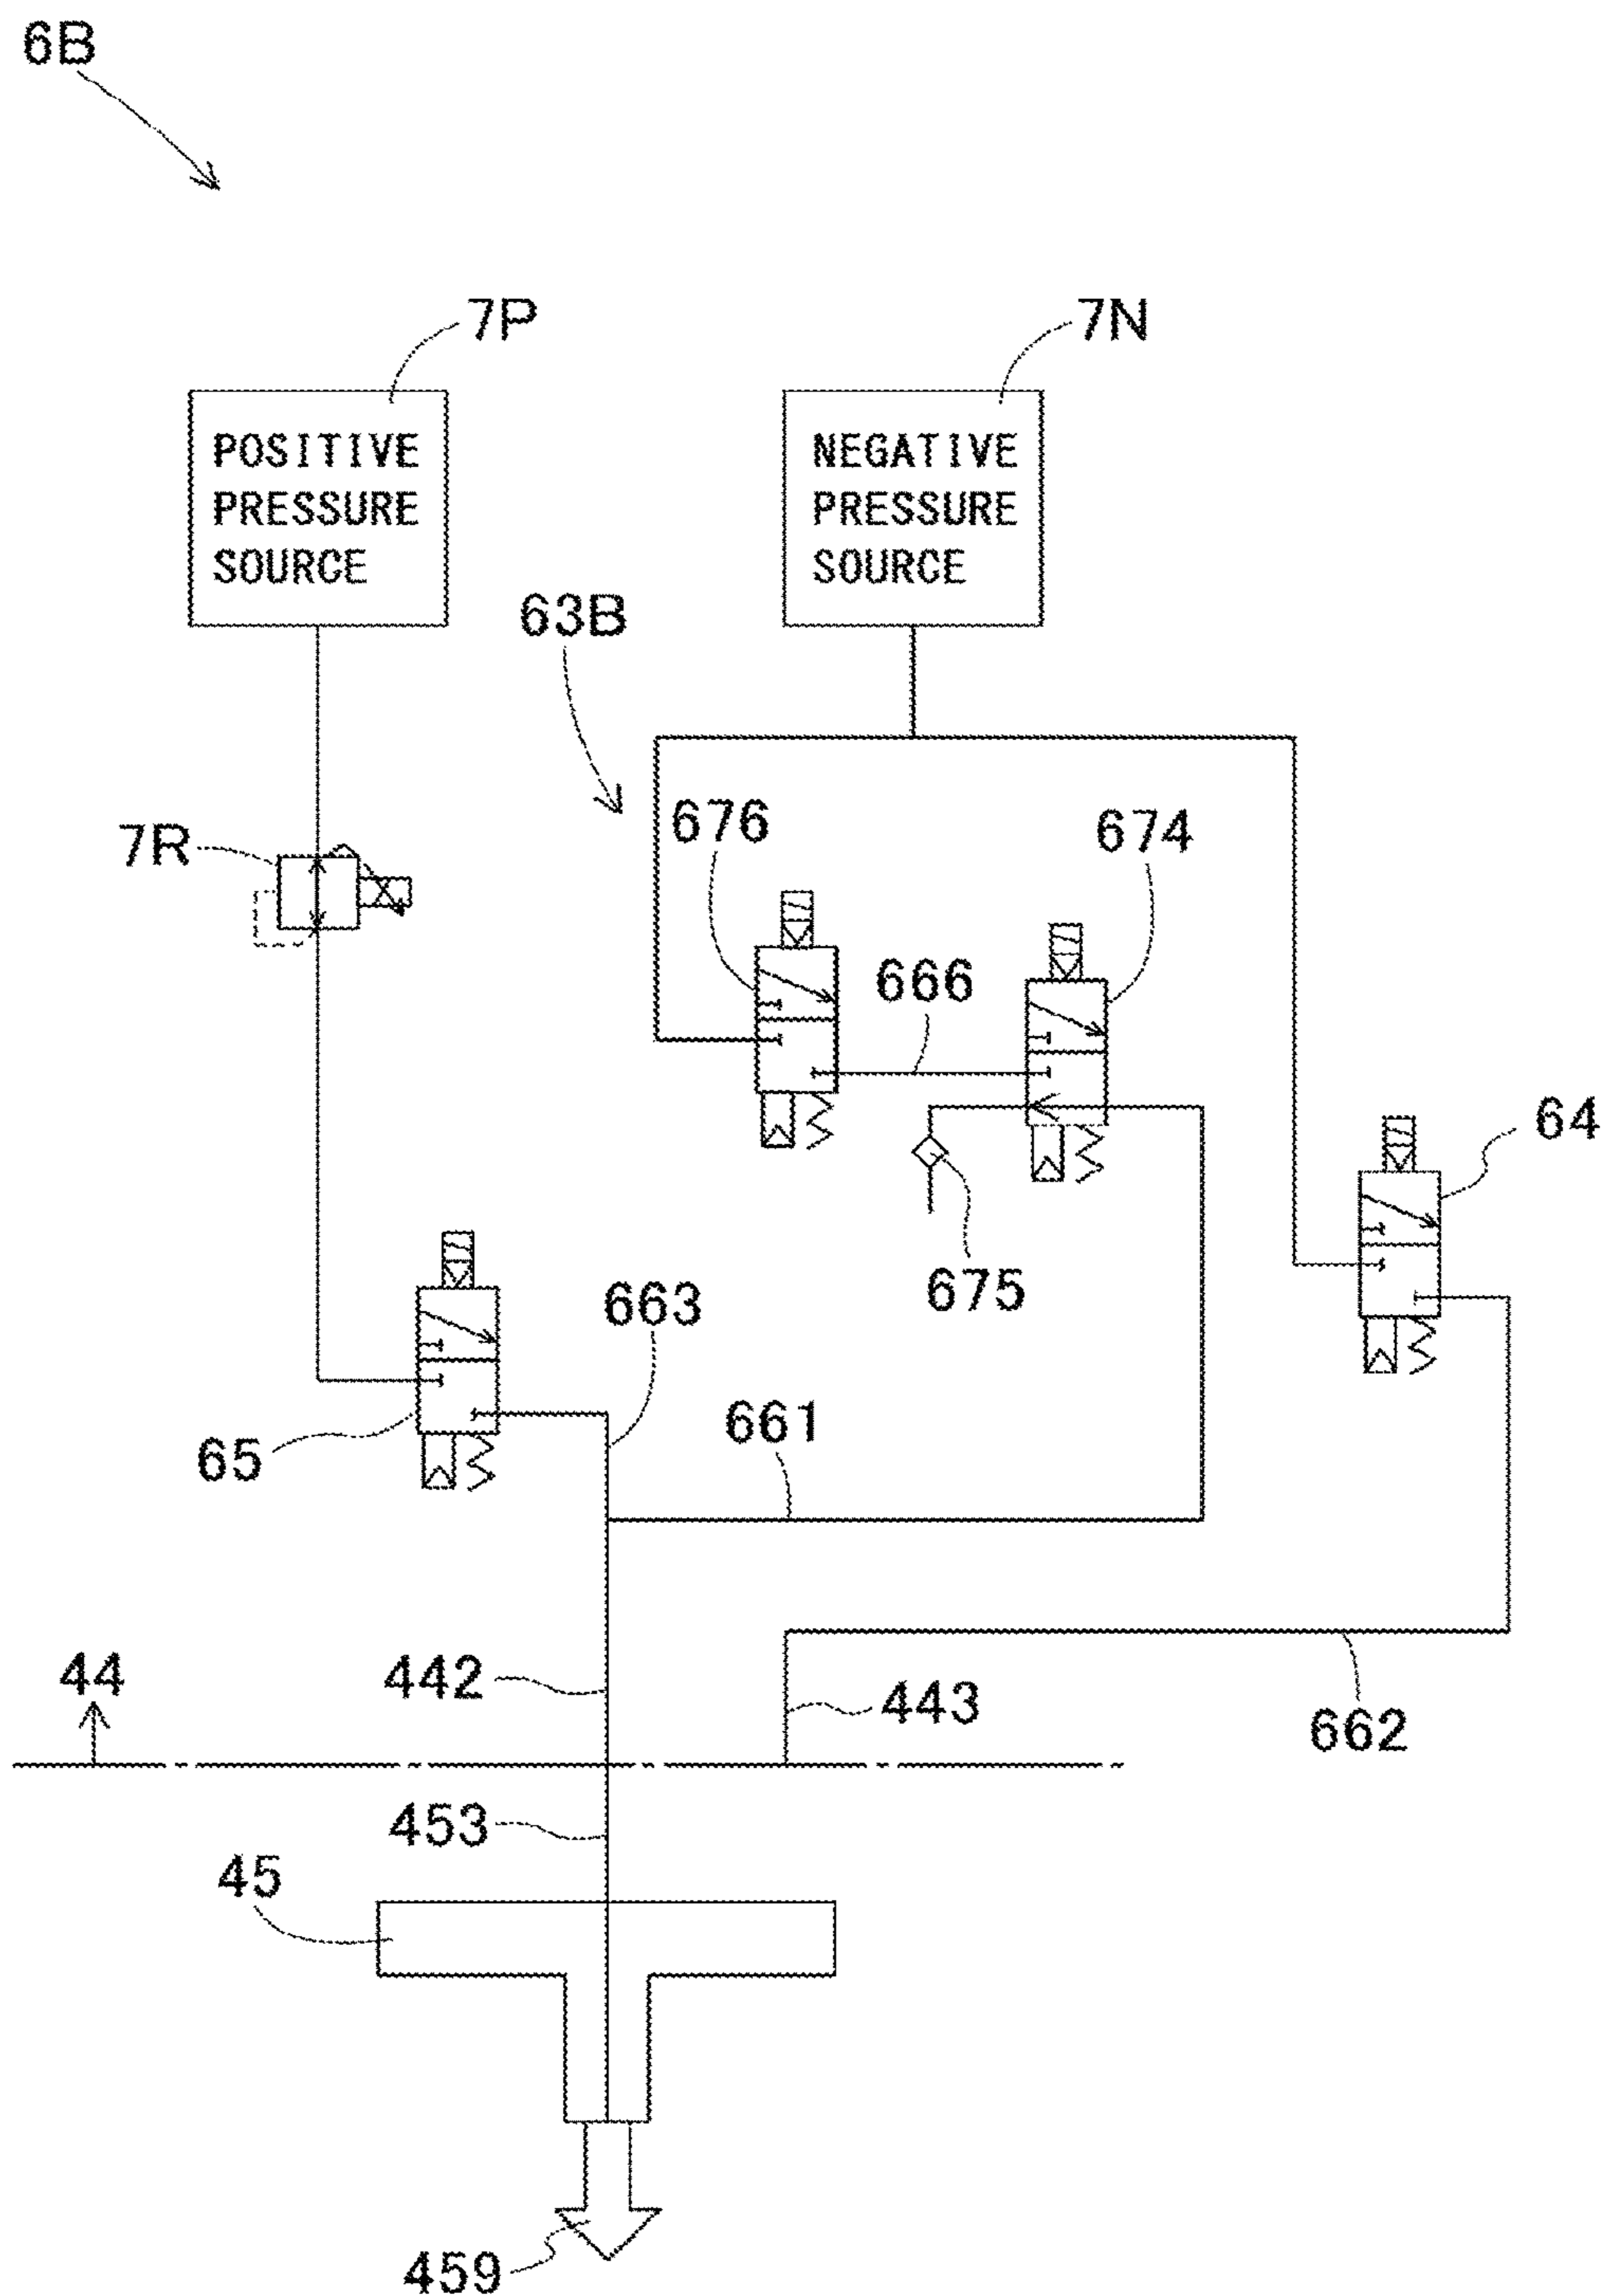 6B
7P
7N
POSITIVE
PRESSURE
SOURCE
NEGATIVE
PRESSURE
SOURCE
63B
676
674
7R
666
64
675
663
661
65
44
442
443
662
453
45
459